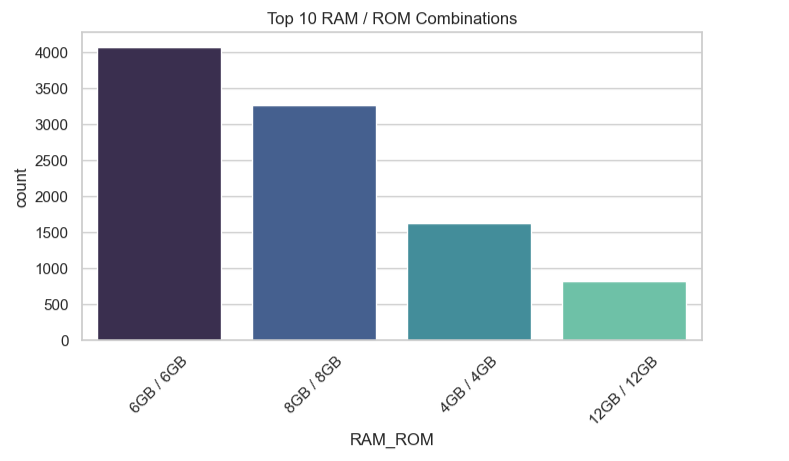 Top 10 RAM / ROM Combinations
count
4000
3500
3000
2500
2000
1500
1000
500
0
6GB / 6GB
8GB / 8GB
4GB / 4GB
12GB / 12GB
RAM_ROM